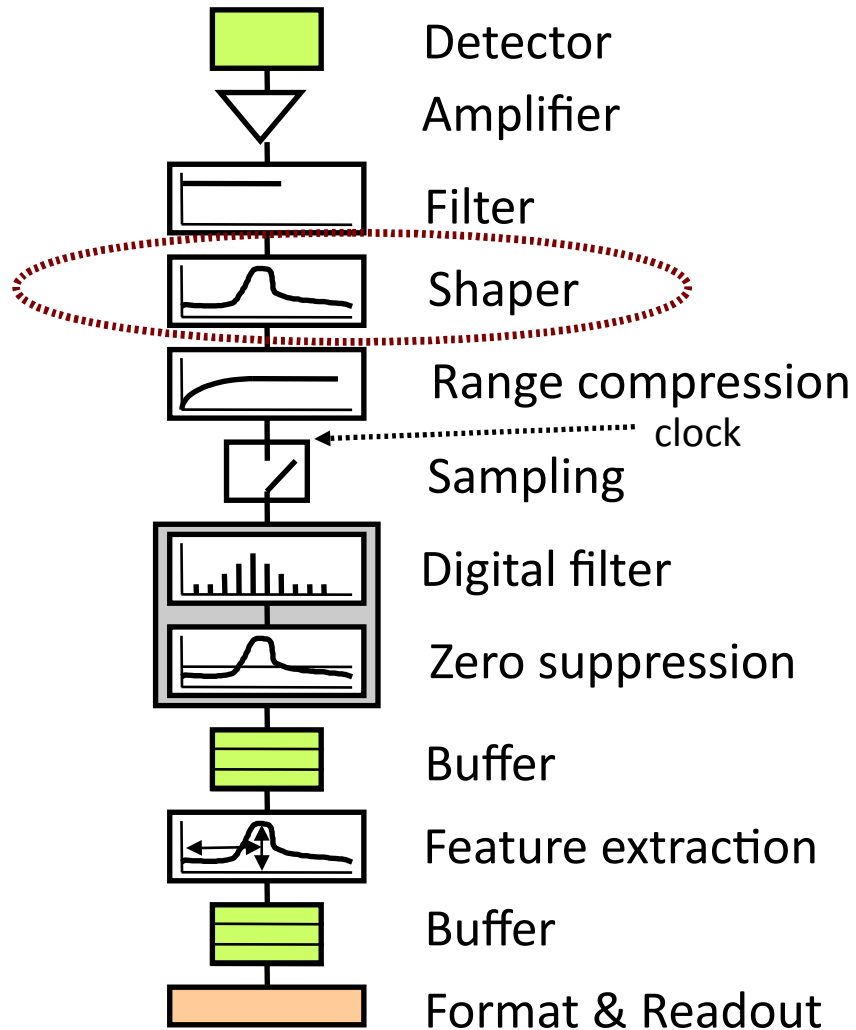 Detector
Amplifier
Filter
Shaper
Range compression
clock
Sampling
Digital filter
Zero suppression
Buffer
Feature extraction
Buffer
Format & Readout